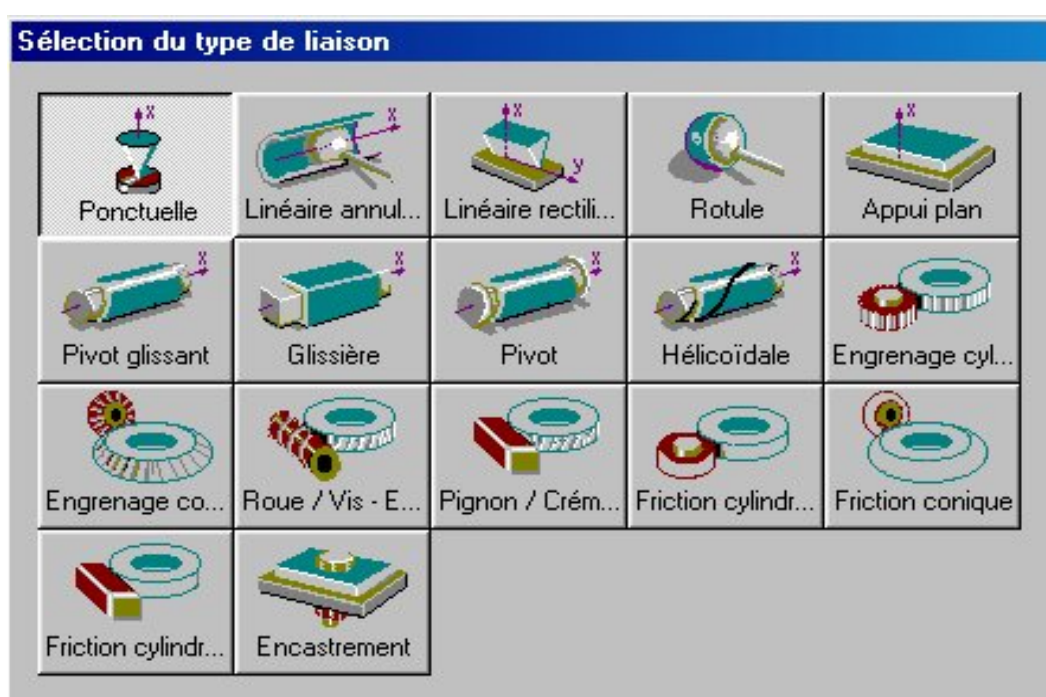 Sélection du type de liaison
x
x
x
y
x
Ponctuelle
Linéaire annul...
Linéaire rectili...
Rotule
Appui plan
x
x
x
x
Pivot glissant
Glissière
Pivot
Hélicoïdale
Engrenage cyl...
Engrenage co...
Roue / Vis - E...
Pignon / Crém...
Friction cylindr...
Friction conique
Friction cylindr...
Encastrement